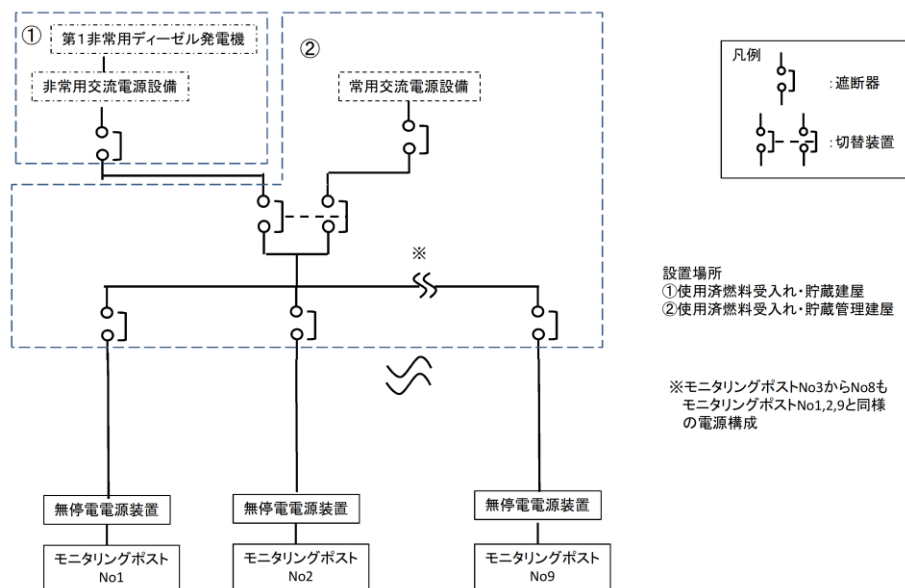 ①
第1非常用ディーゼル発電機
非常用交流電源設備
②
常用交流電源設備
凡例
:遮断器
:切替装置
※
設置場所
①使用済燃料受入れ・貯蔵建屋
②使用済燃料受入れ・貯蔵管理建屋
※モニタリングポストNo3からNo8も
モニタリングポストNo1,2,9と同様
の電源構成
無停電電源装置
無停電電源装置
無停電電源装置
モニタリングポスト
No1
モニタリングポスト
No2
モニタリングポスト
No9